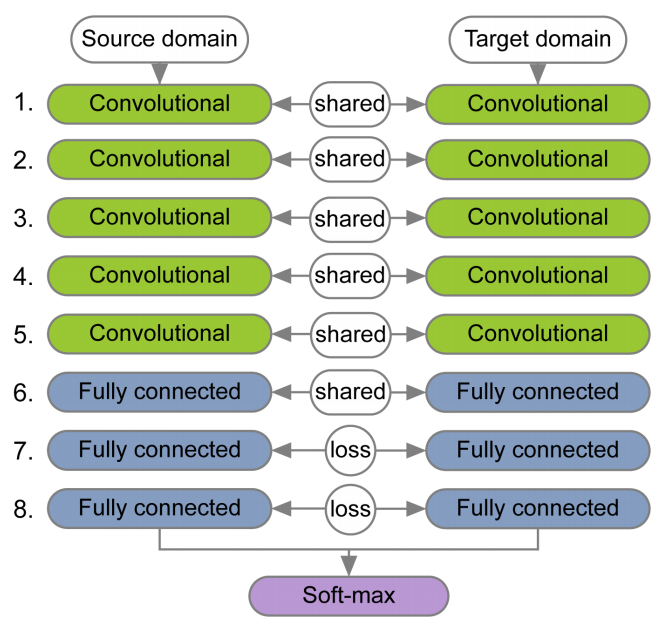 Source domain Target domain
1. Convolutional shared Convolutional
2. Convolutional shared Convolutional
3. Convolutional shared Convolutional
4. Convolutional shared Convolutional
5. Convolutional shared Convolutional
6. Fully connected shared Fully connected
7. Fully connected loss Fully connected
8. Fully connected loss Fully connected
Soft-max